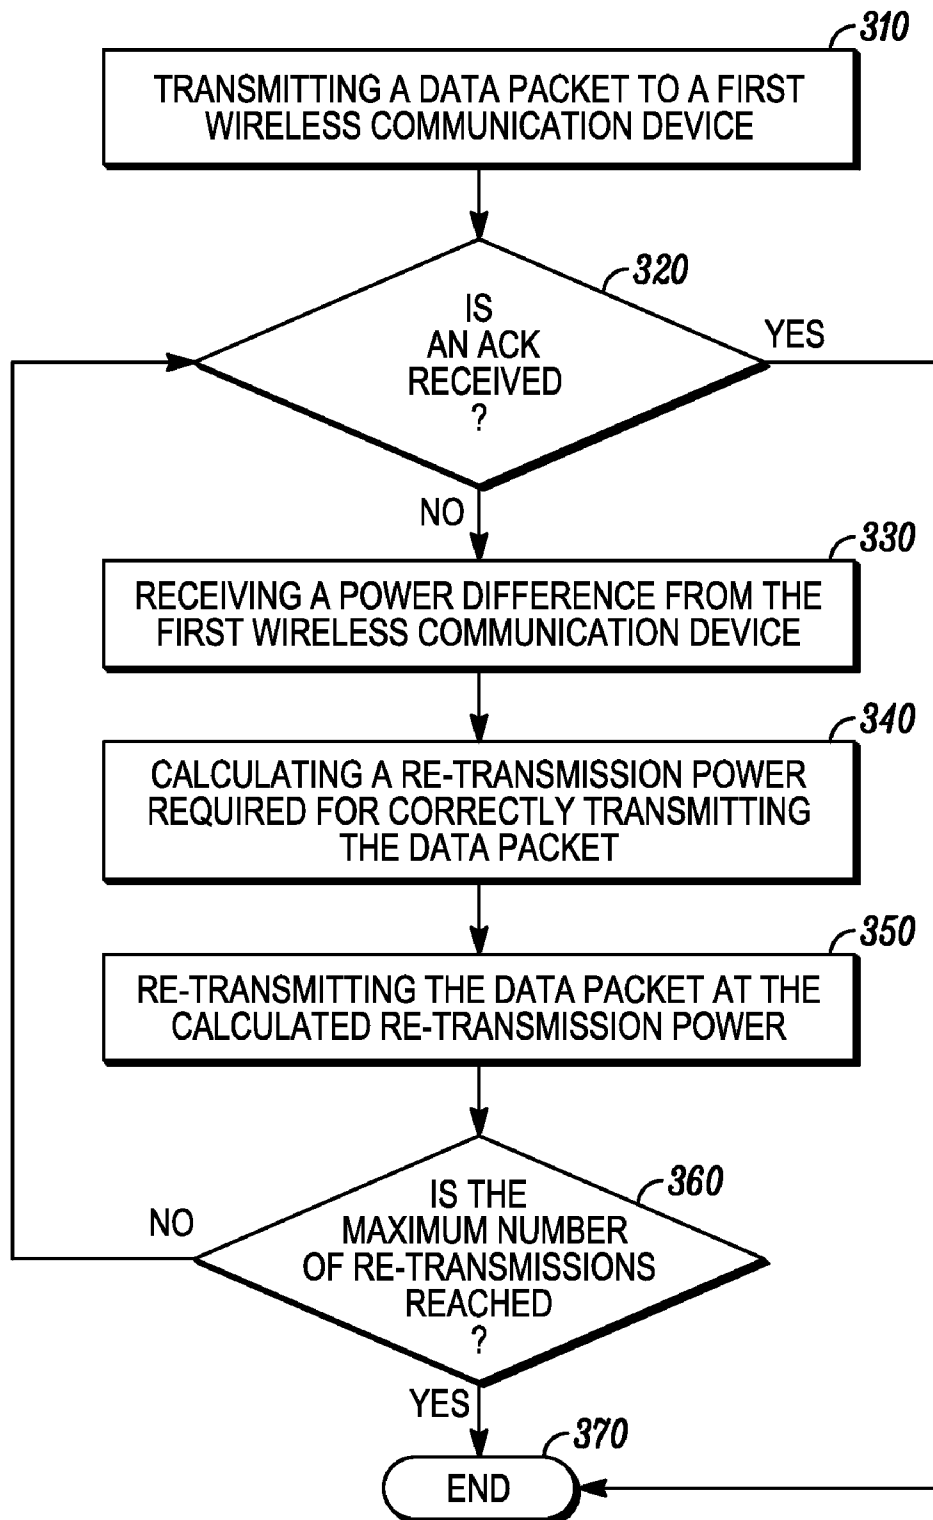 310
TRANSMITTING A DATA PACKET TO A FIRST
WIRELESS COMMUNICATION DEVICE
320
IS
AN ACK
RECEIVED
?
YES
NO
330
RECEIVING A POWER DIFFERENCE FROM THE
FIRST WIRELESS COMMUNICATION DEVICE
340
CALCULATING A RE-TRANSMISSION POWER
REQUIRED FOR CORRECTLY TRANSMITTING
THE DATA PACKET
350
RE-TRANSMITTING THE DATA PACKET AT THE
CALCULATED RE-TRANSMISSION POWER
360
IS THE
MAXIMUM NUMBER
OF RE-TRANSMISSIONS
REACHED
?
NO
YES
370
END